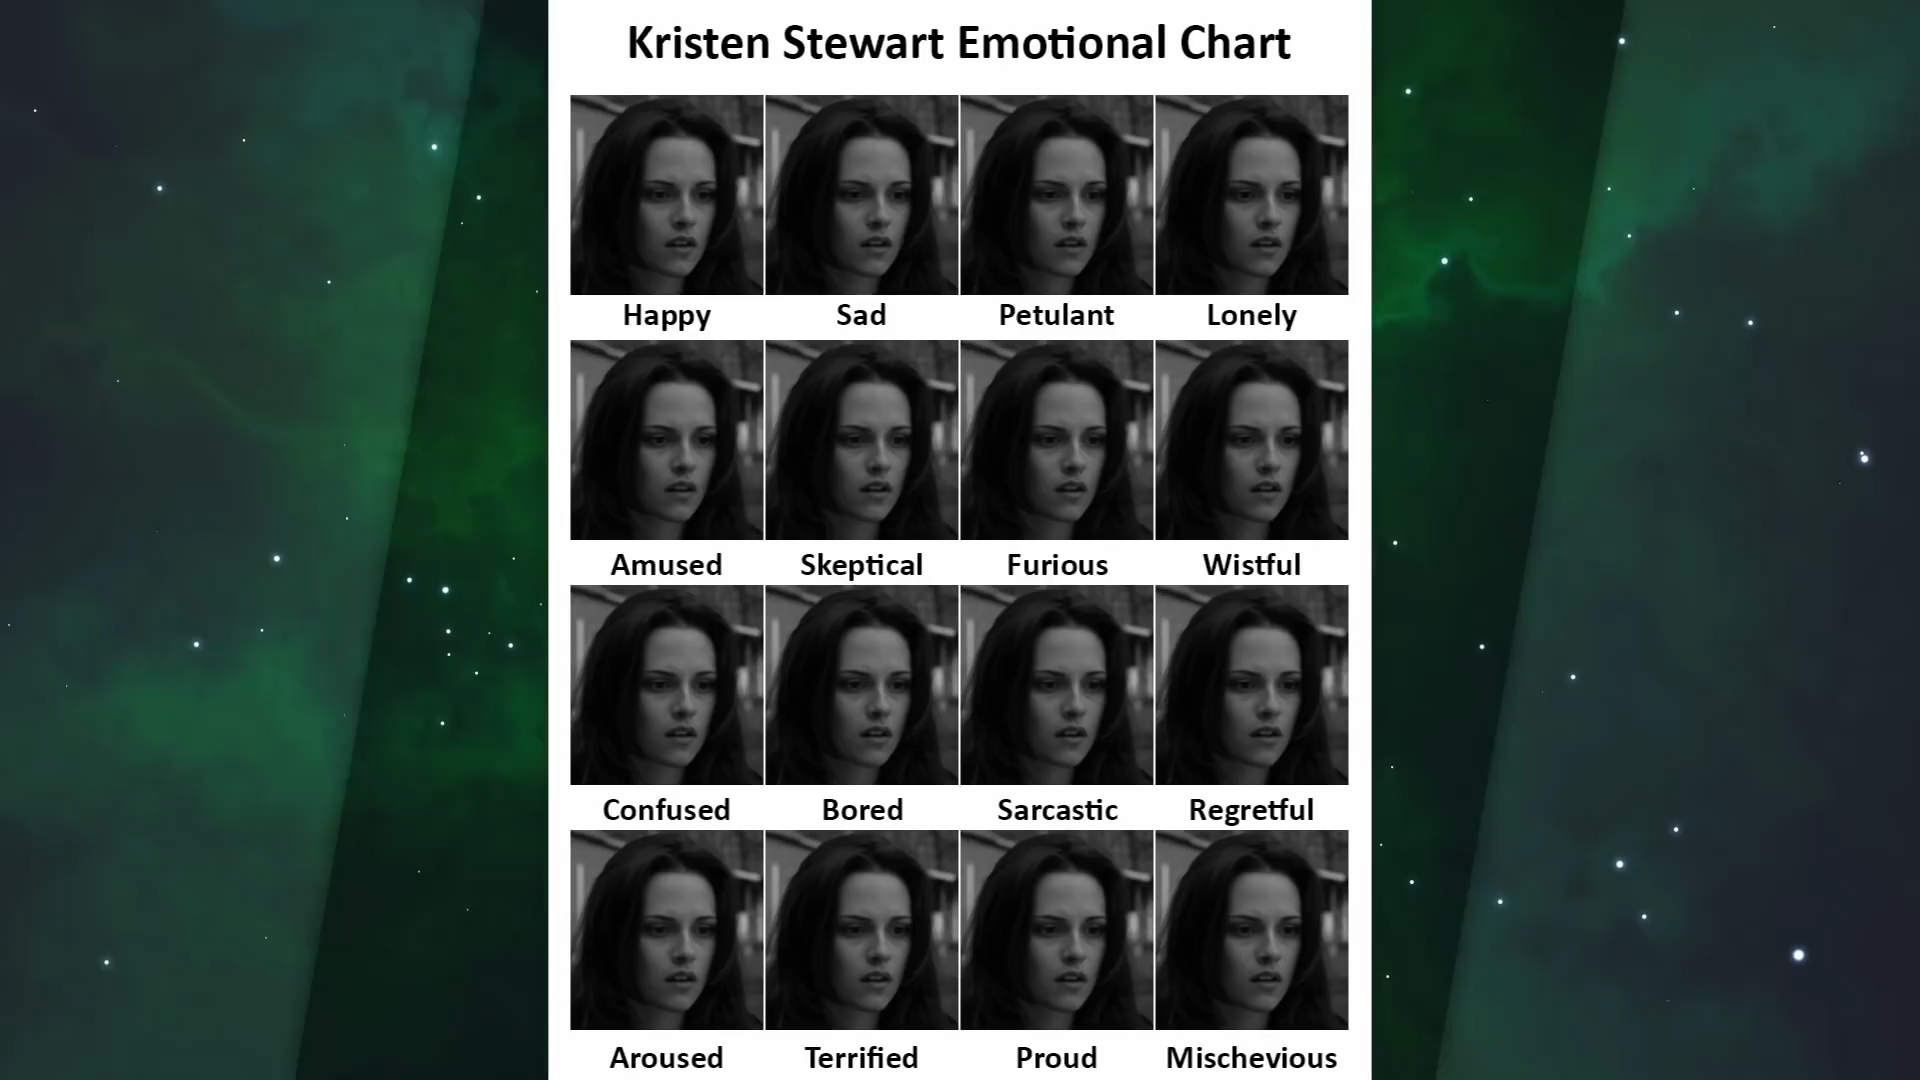 Kristen Stewart Emotional Chart
Happy Sad Petulant Lonely
Amused Skeptical Furious Wistful
Confused Bored Sarcastic Regretful
Aroused Terrified Proud Mischevious